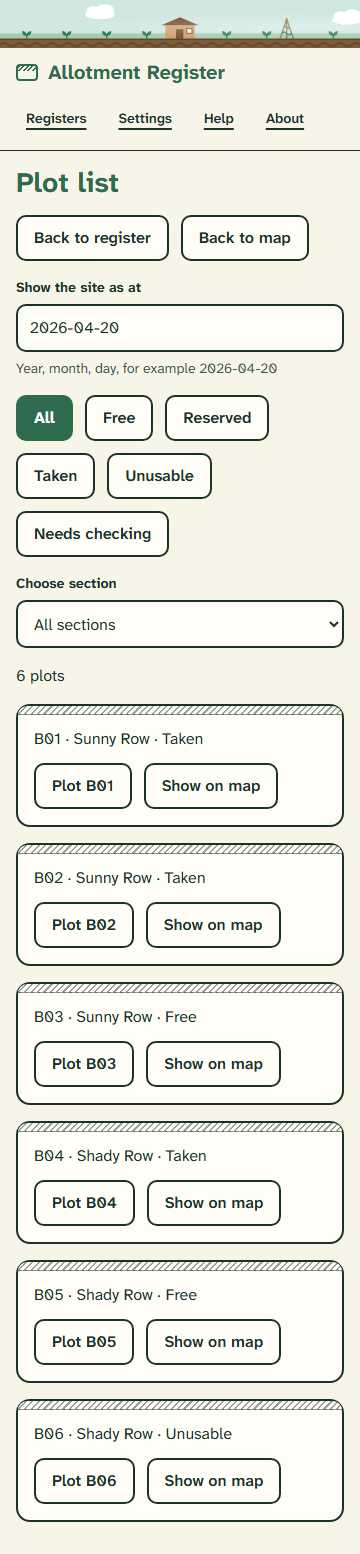 Allotment Register
Registers Settings Help About
Plot list
Back to register Back to map
Show the site as at
2026-04-20
Year, month, day, for example 2026-04-20
All Free Reserved
Taken Unusable
Needs checking
Choose section
All sections
6 plots
B01 · Sunny Row · Taken
Plot B01 Show on map
B02 · Sunny Row · Taken
Plot B02 Show on map
B03 · Sunny Row · Free
Plot B03 Show on map
B04 · Shady Row · Taken
Plot B04 Show on map
B05 · Shady Row · Free
Plot B05 Show on map
B06 · Shady Row · Unusable
Plot B06 Show on map